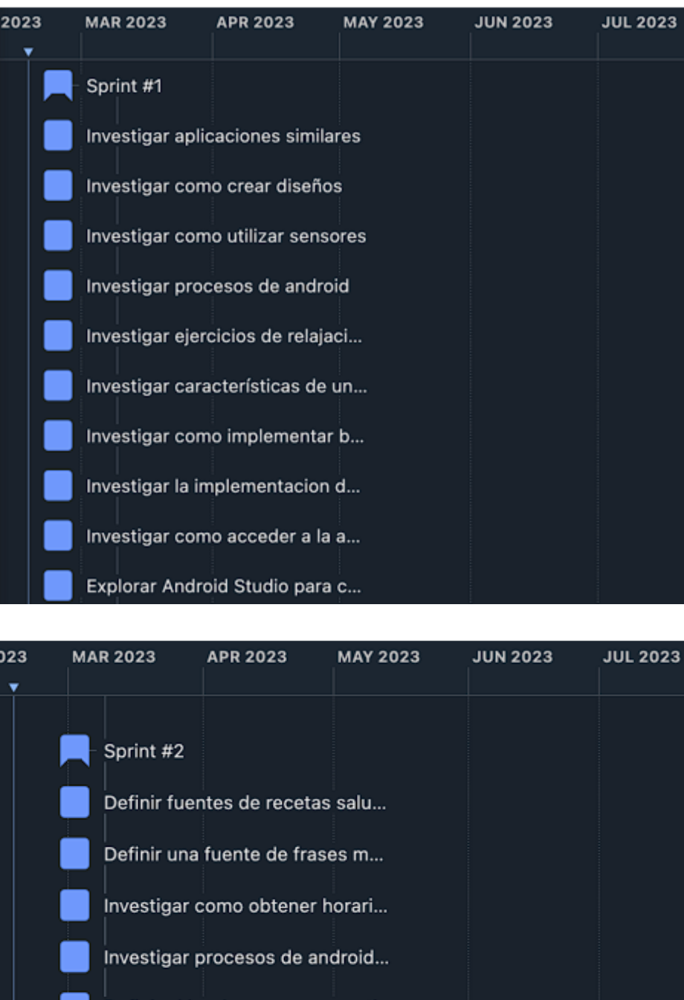 2023 MAR 2023 APR 2023 MAY 2023 JUN 2023 JUL 2023
Sprint #1
Investigar aplicaciones similares
Investigar como crear diseños
Investigar como utilizar sensores
Investigar procesos de android
Investigar ejercicios de relajaci...
Investigar características de un...
Investigar como implementar b...
Investigar la implementacion d...
Investigar como acceder a la a...
Explorar Android Studio para c...
023 MAR 2023 APR 2023 MAY 2023 JUN 2023 JUL 2023
Sprint #2
Definir fuentes de recetas salu...
Definir una fuente de frases m...
Investigar como obtener horari...
Investigar procesos de android...